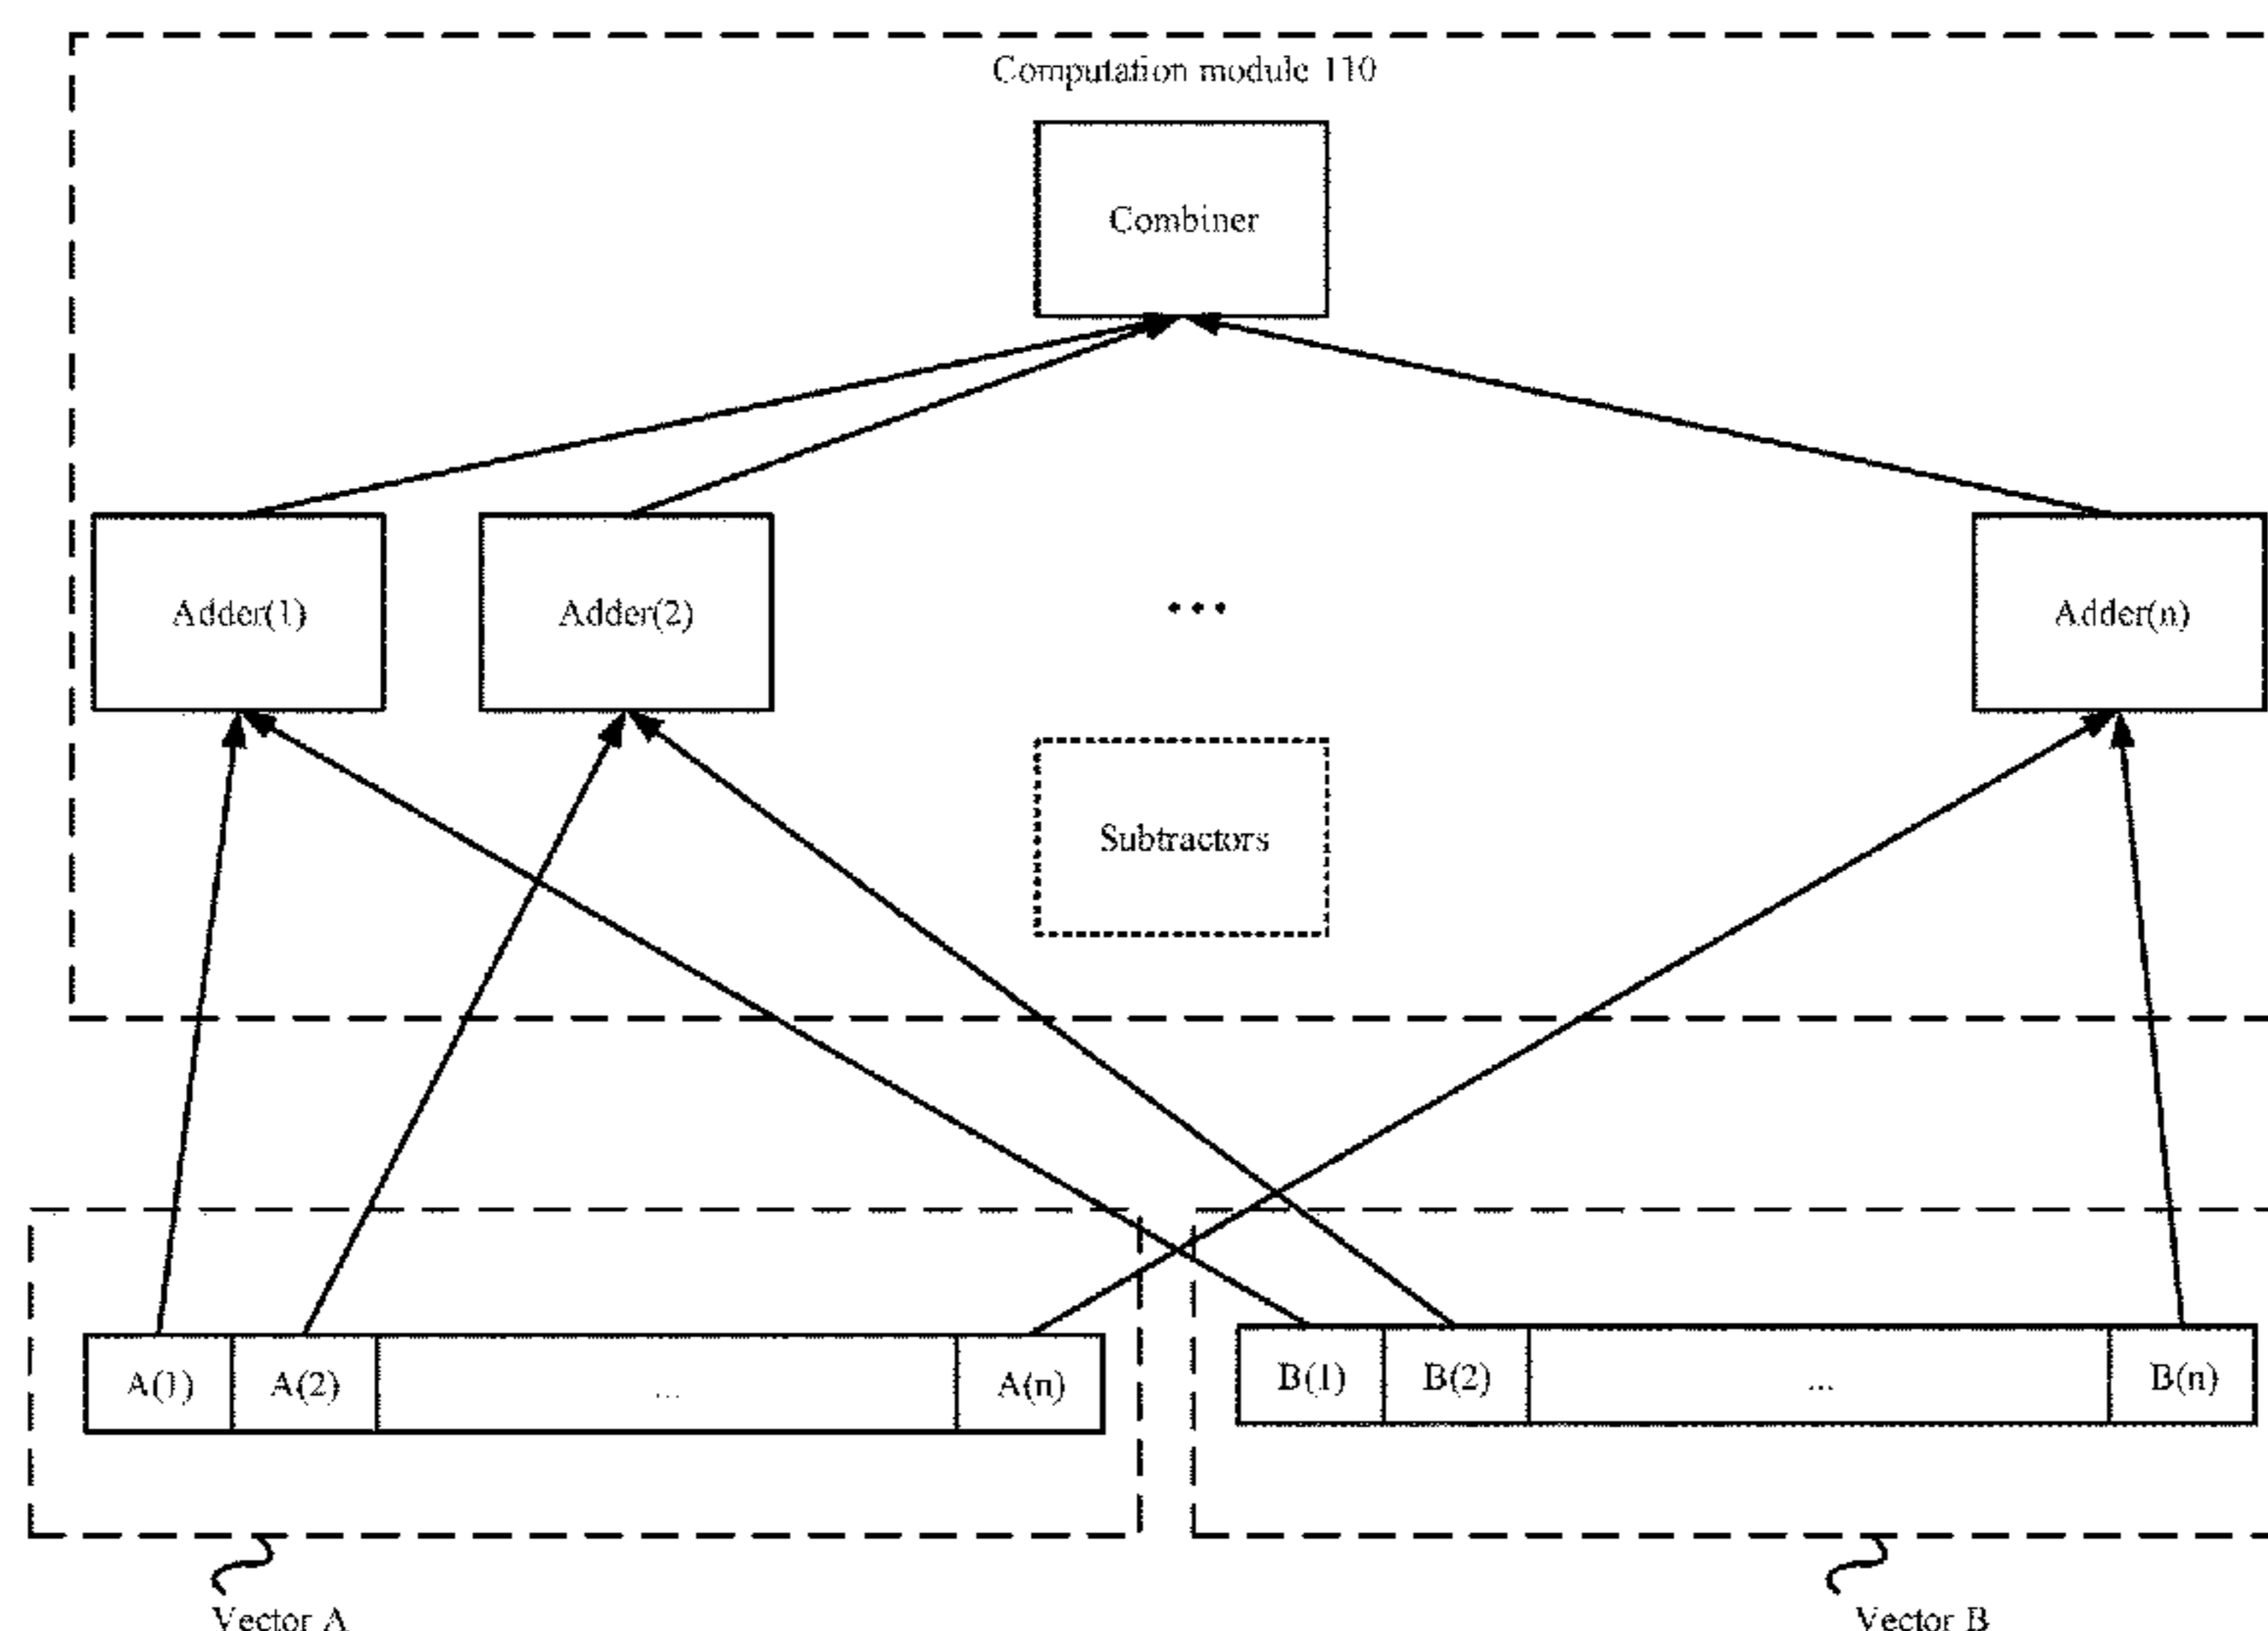 Computation module 110
Combiner
Adder(1) Adder(2) ... Adder(n)
Subtractors
A(1) A(2) ... A(n) B(1) B(2) ... B(n)
Vector A Vector B